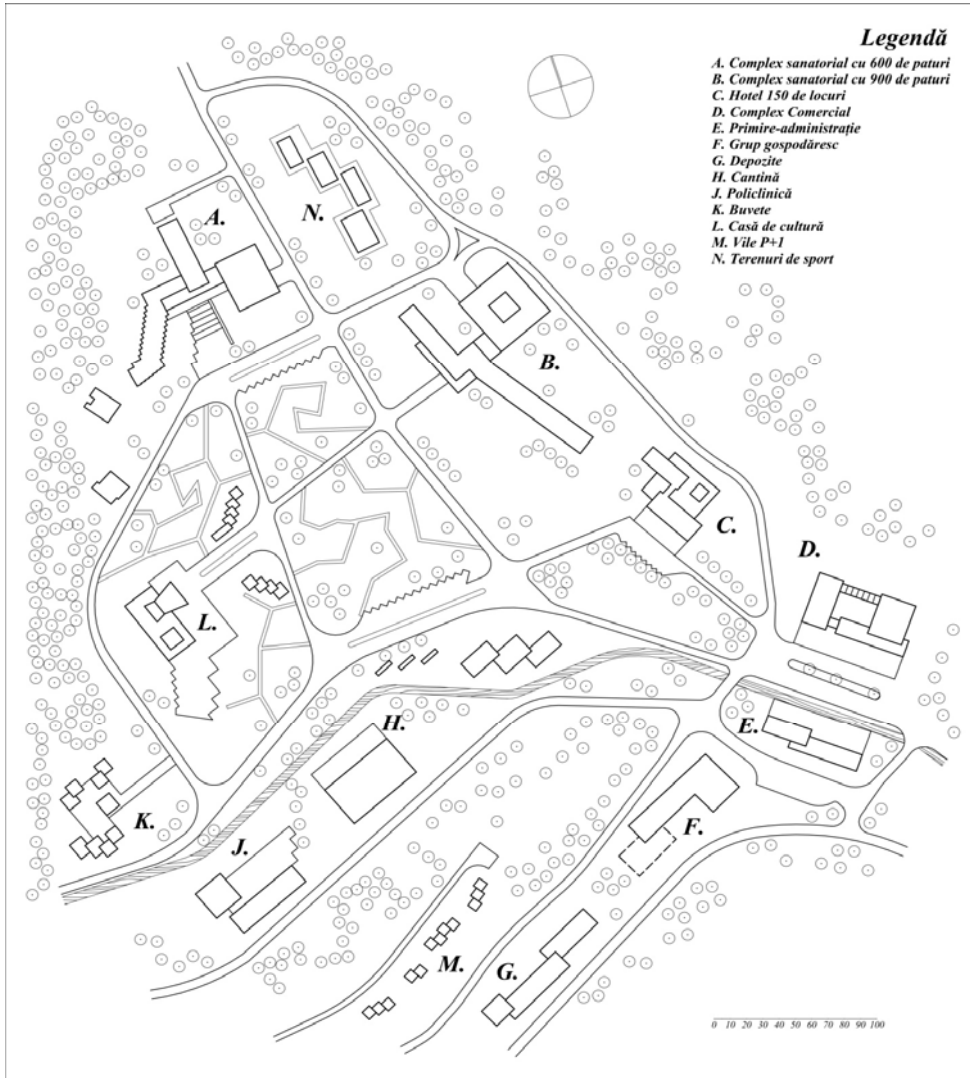 Legendă
A. Complex sanatorial cu 600 de paturi
B. Complex sanatorial cu 900 de paturi
C. Hotel 150 de locuri
D. Complex Comercial
E. Primire-administrație
F. Grup gospodăresc
G. Depozite
H. Cantină
J. Policlinică
K. Buvete
L. Casă de cultură
M. Vile P+1
N. Terenuri de sport
A.
N.
B.
C.
D.
L.
H.
E.
K.
J.
F.
M.
G.
0 10 20 30 40 50 60 70 80 90 100